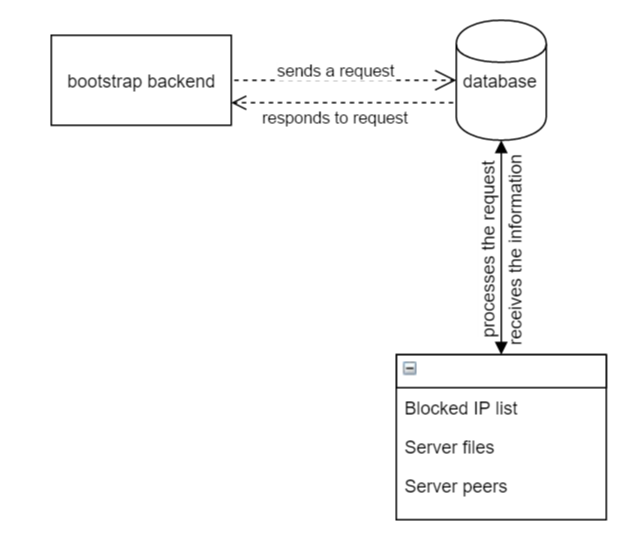 bootstrap backend
sends a request
database
responds to request
processes the request
receives the information
Blocked IP list
Server files
Server peers